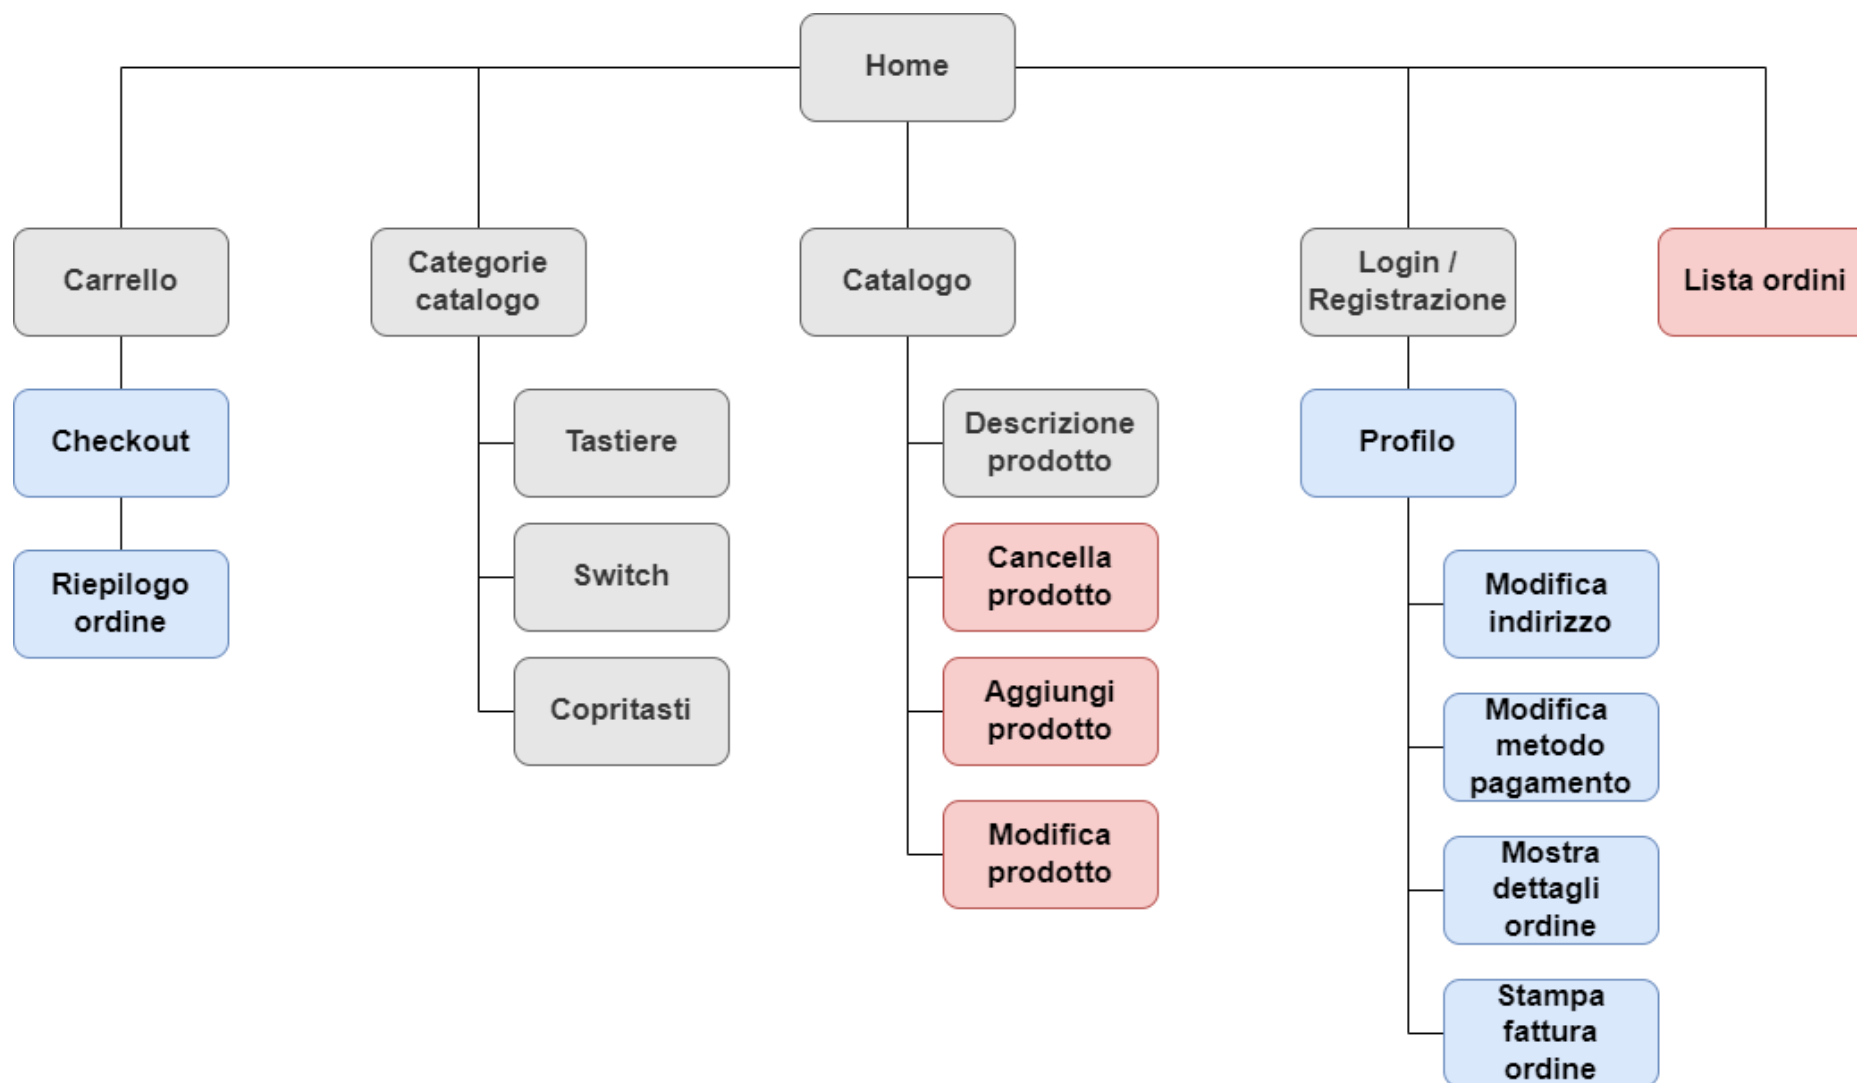 Home
Carrello
Categorie
catalogo
Catalogo
Login /
Registrazione
Lista ordini
Checkout
Riepilogo
ordine
Tastiere
Switch
Copritasti
Descrizione
prodotto
Cancella
prodotto
Aggiungi
prodotto
Modifica
prodotto
Profilo
Modifica
indirizzo
Modifica
metodo
pagamento
Mostra
dettagli
ordine
Stampa
fattura
ordine